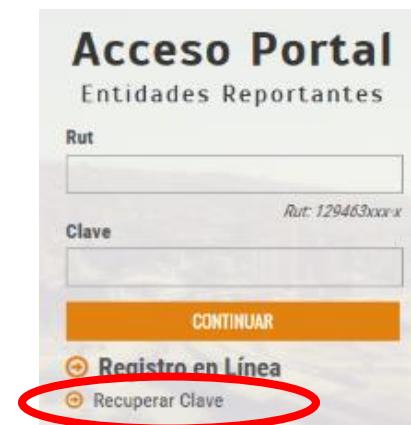 Acceso Portal
Entidades Reportantes
Rut
Rut: 129463xxx-x
Clave
CONTINUAR
Registro en Línea
Recuperar Clave